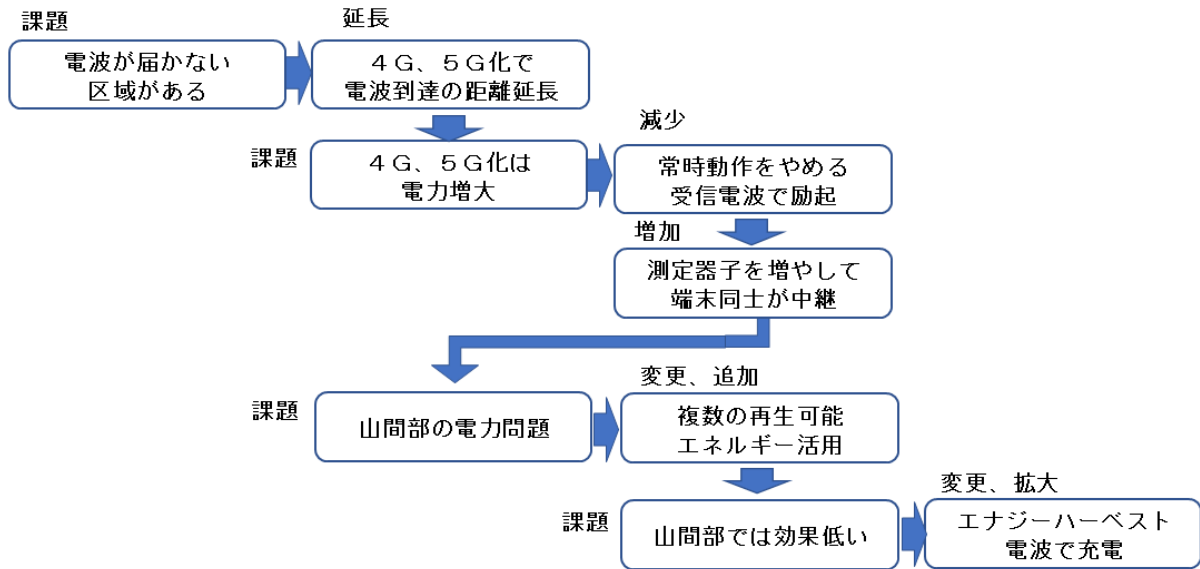 課題
電波が届かない
区域がある
延長
４Ｇ、５Ｇ化で
電波到達の距離延長
課題
４Ｇ、５Ｇ化は
電力増大
減少
常時動作をやめる
受信電波で励起
増加
測定器子を増やして
端末同士が中継
課題
山間部の電力問題
変更、追加
複数の再生可能
エネルギー活用
課題
山間部では効果低い
変更、拡大
エナジーハーベスト
電波で充電